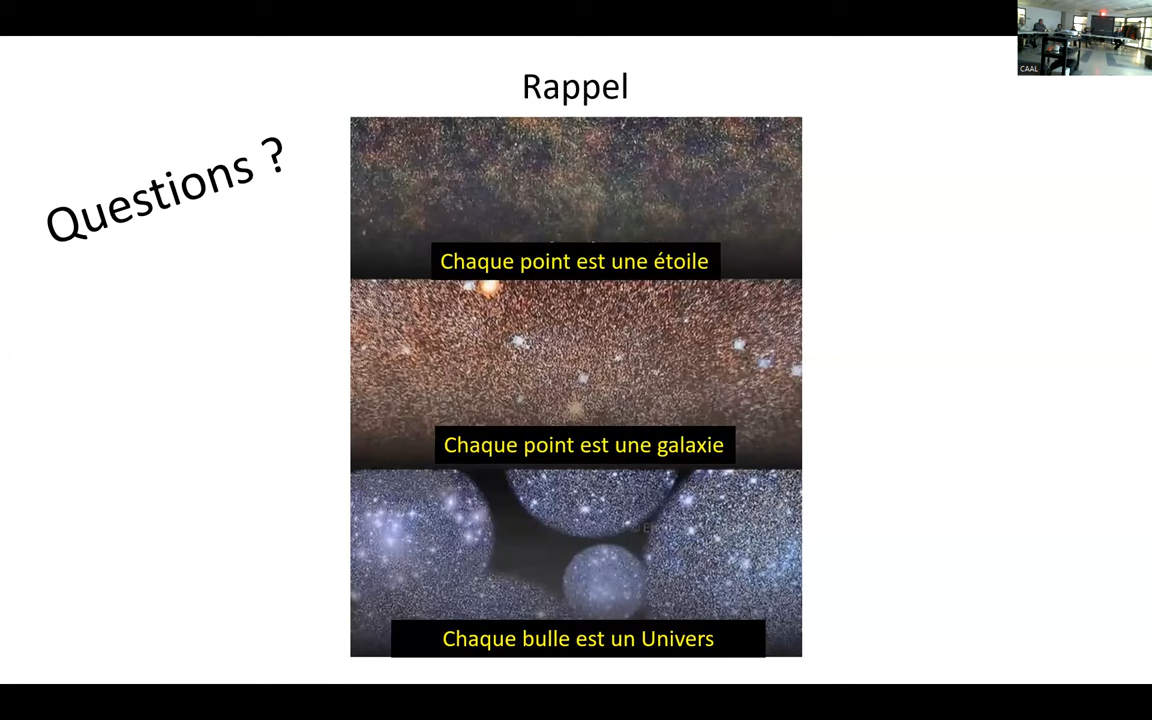 CAAL
Rappel
Questions ?
Chaque point est une étoile
Chaque point est une galaxie
Chaque bulle est un Univers